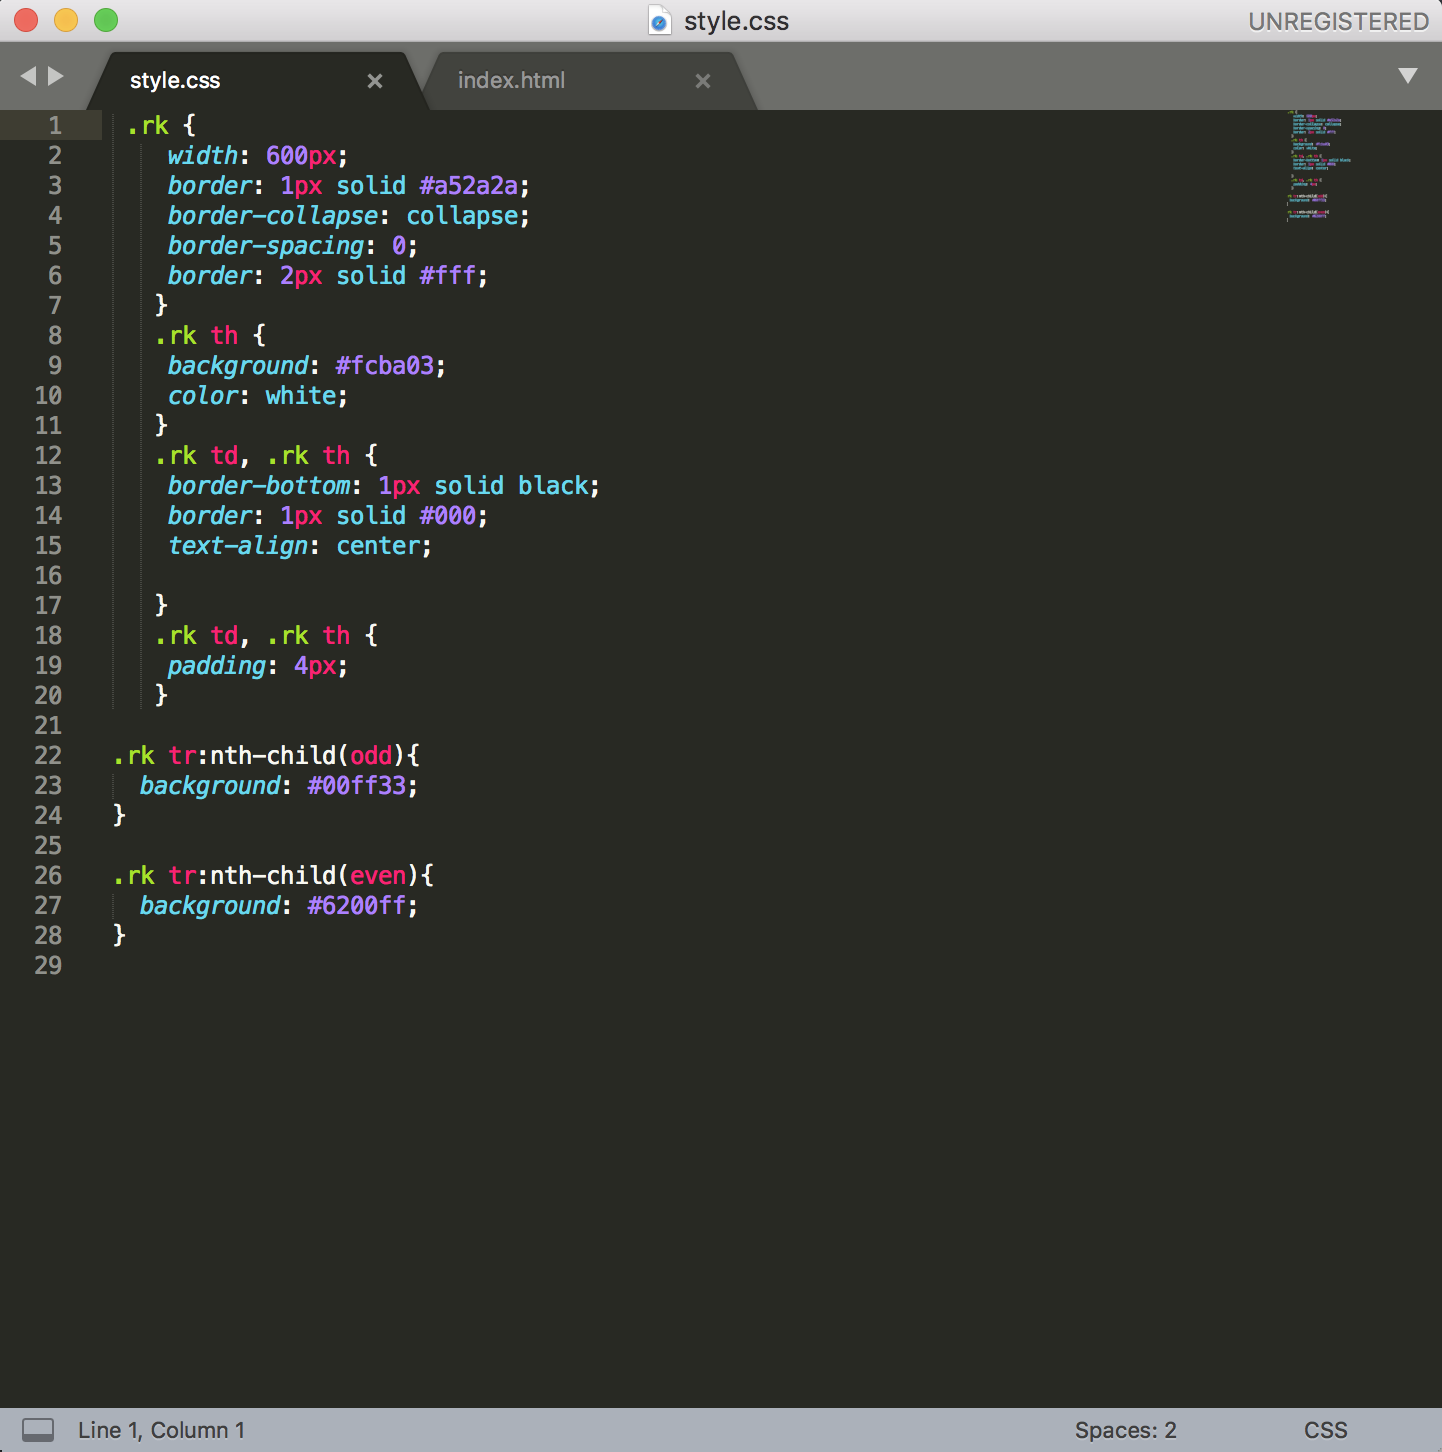 style.css
UNREGISTERED
style.css × index.html ×
1 .rk {
2 width: 600px;
3 border: 1px solid #a52a2a;
4 border-collapse: collapse;
5 border-spacing: 0;
6 border: 2px solid #fff;
7 }
8 .rk th {
9 background: #fcba03;
10 color: white;
11 }
12 .rk td, .rk th {
13 border-bottom: 1px solid black;
14 border: 1px solid #000;
15 text-align: center;
16
17 }
18 .rk td, .rk th {
19 padding: 4px;
20 }
21
22 .rk tr:nth-child(odd){
23 background: #00ff33;
24 }
25
26 .rk tr:nth-child(even){
27 background: #6200ff;
28 }
29
Line 1, Column 1
Spaces: 2
CSS